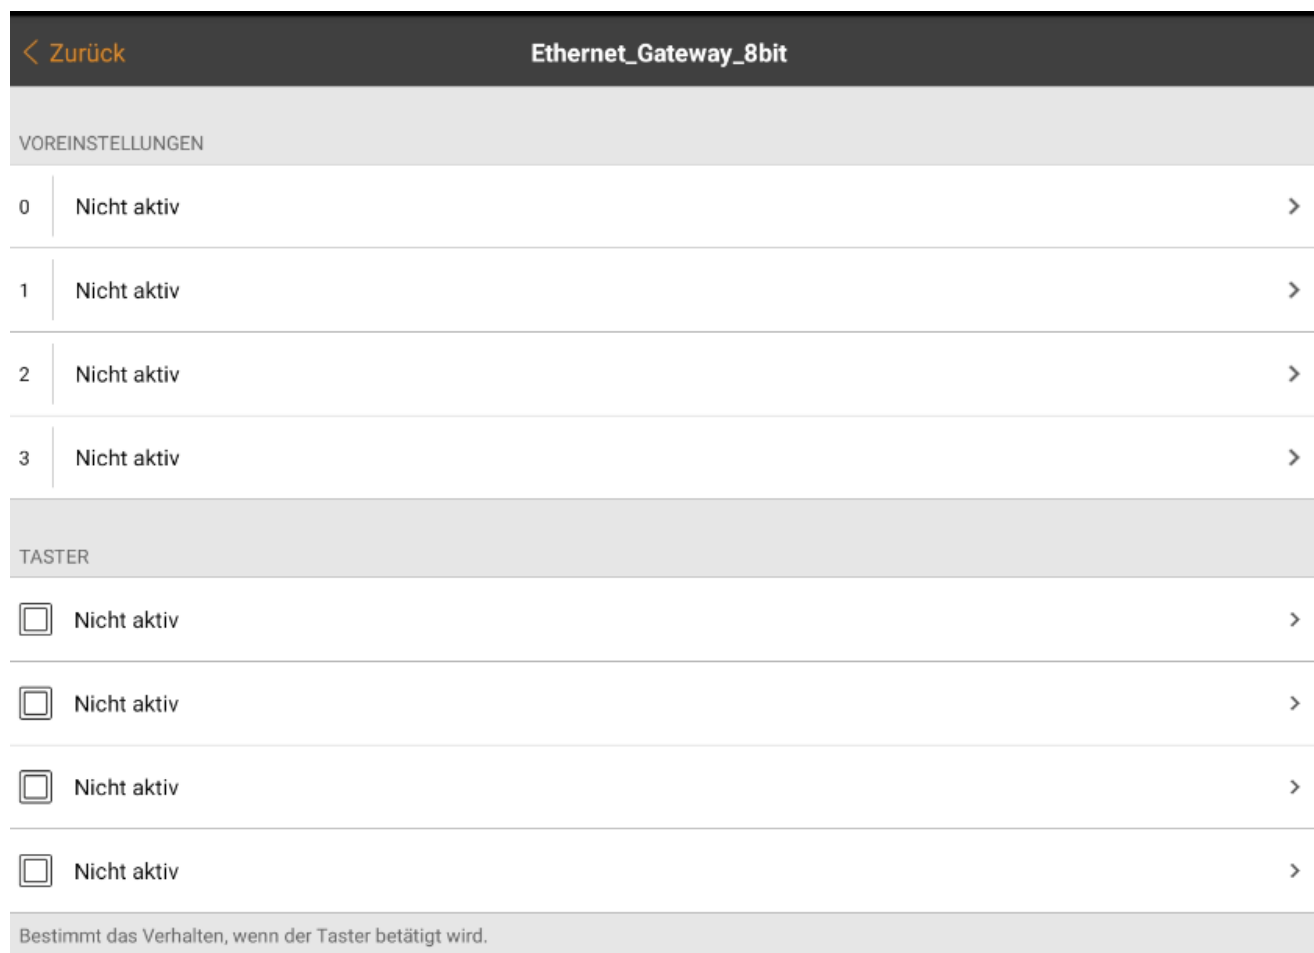 Zurück
Ethernet_Gateway_8bit
VOREINSTELLUNGEN
0 Nicht aktiv
1 Nicht aktiv
2 Nicht aktiv
3 Nicht aktiv
TASTER
Nicht aktiv
Nicht aktiv
Nicht aktiv
Nicht aktiv
Bestimmt das Verhalten, wenn der Taster betätigt wird.